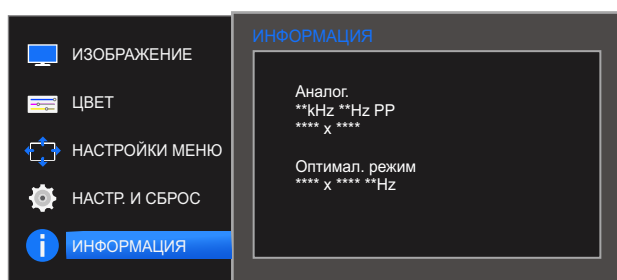 ИЗОБРАЖЕНИЕ
ЦВЕТ
НАСТРОЙКИ МЕНЮ
НАСТР. И СБРОС
ИНФОРМАЦИЯ
ИНФОРМАЦИЯ
Аналог.
**kHz **Hz PP
**** x ****
Оптимал. режим
**** x **** **Hz